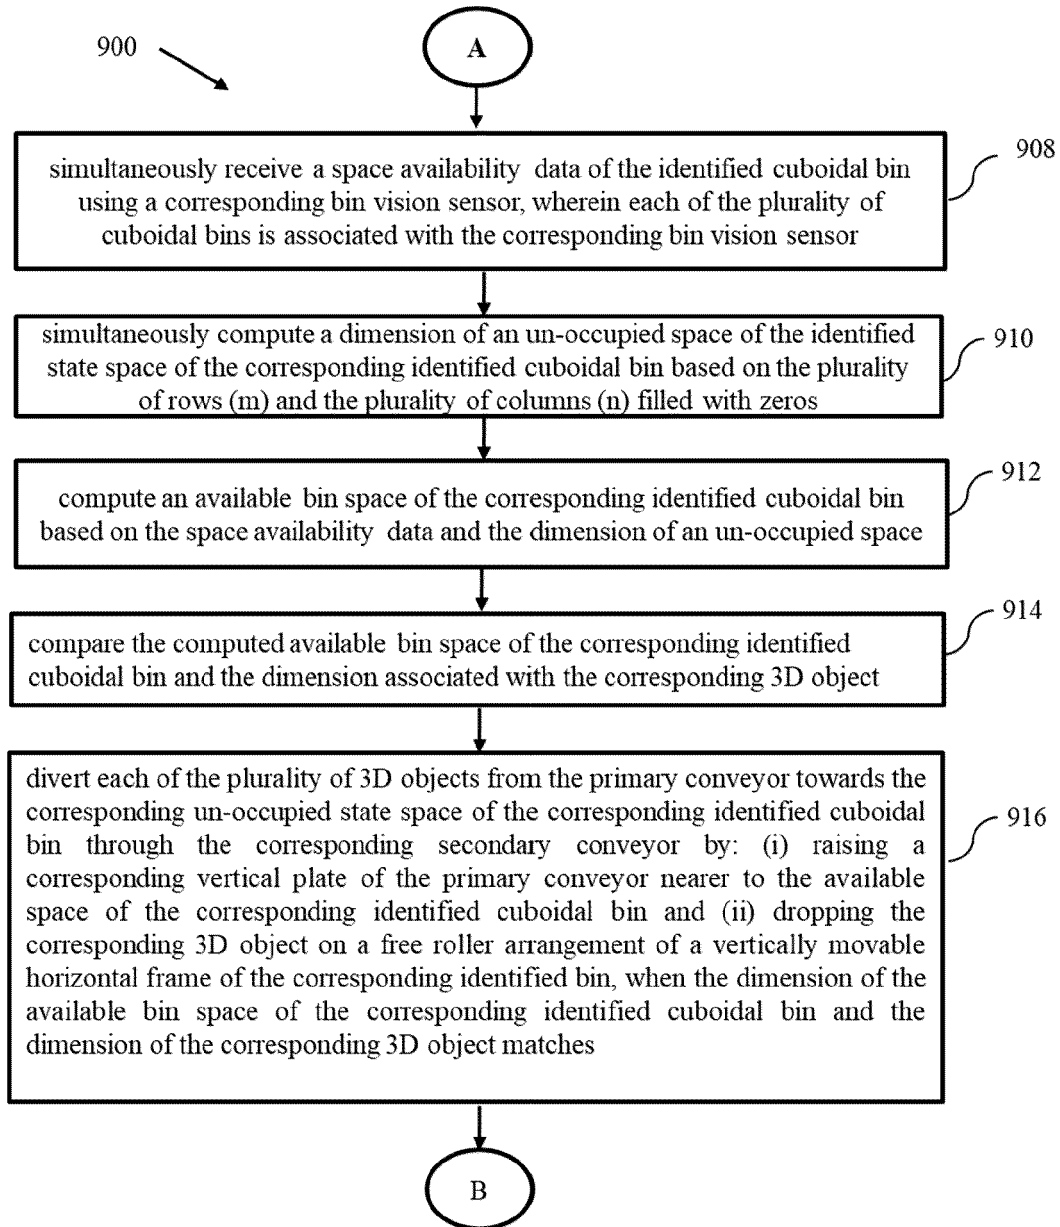 900
A
simultaneously receive a space availability data of the identified cuboidal bin
using a corresponding bin vision sensor, wherein each of the plurality of
cuboidal bins is associated with the corresponding bin vision sensor
908
simultaneously compute a dimension of an un-occupied space of the identified
state space of the corresponding identified cuboidal bin based on the plurality
of rows (m) and the plurality of columns (n) filled with zeros
910
compute an available bin space of the corresponding identified cuboidal bin
based on the space availability data and the dimension of an un-occupied space
912
compare the computed available bin space of the corresponding identified
cuboidal bin and the dimension associated with the corresponding 3D object
914
divert each of the plurality of 3D objects from the primary conveyor towards the
corresponding un-occupied state space of the corresponding identified cuboidal
bin through the corresponding secondary conveyor by: (i) raising a
corresponding vertical plate of the primary conveyor nearer to the available
space of the corresponding identified cuboidal bin and (ii) dropping the
corresponding 3D object on a free roller arrangement of a vertically movable
horizontal frame of the corresponding identified bin, when the dimension of the
available bin space of the corresponding identified cuboidal bin and the
dimension of the corresponding 3D object matches
916
B